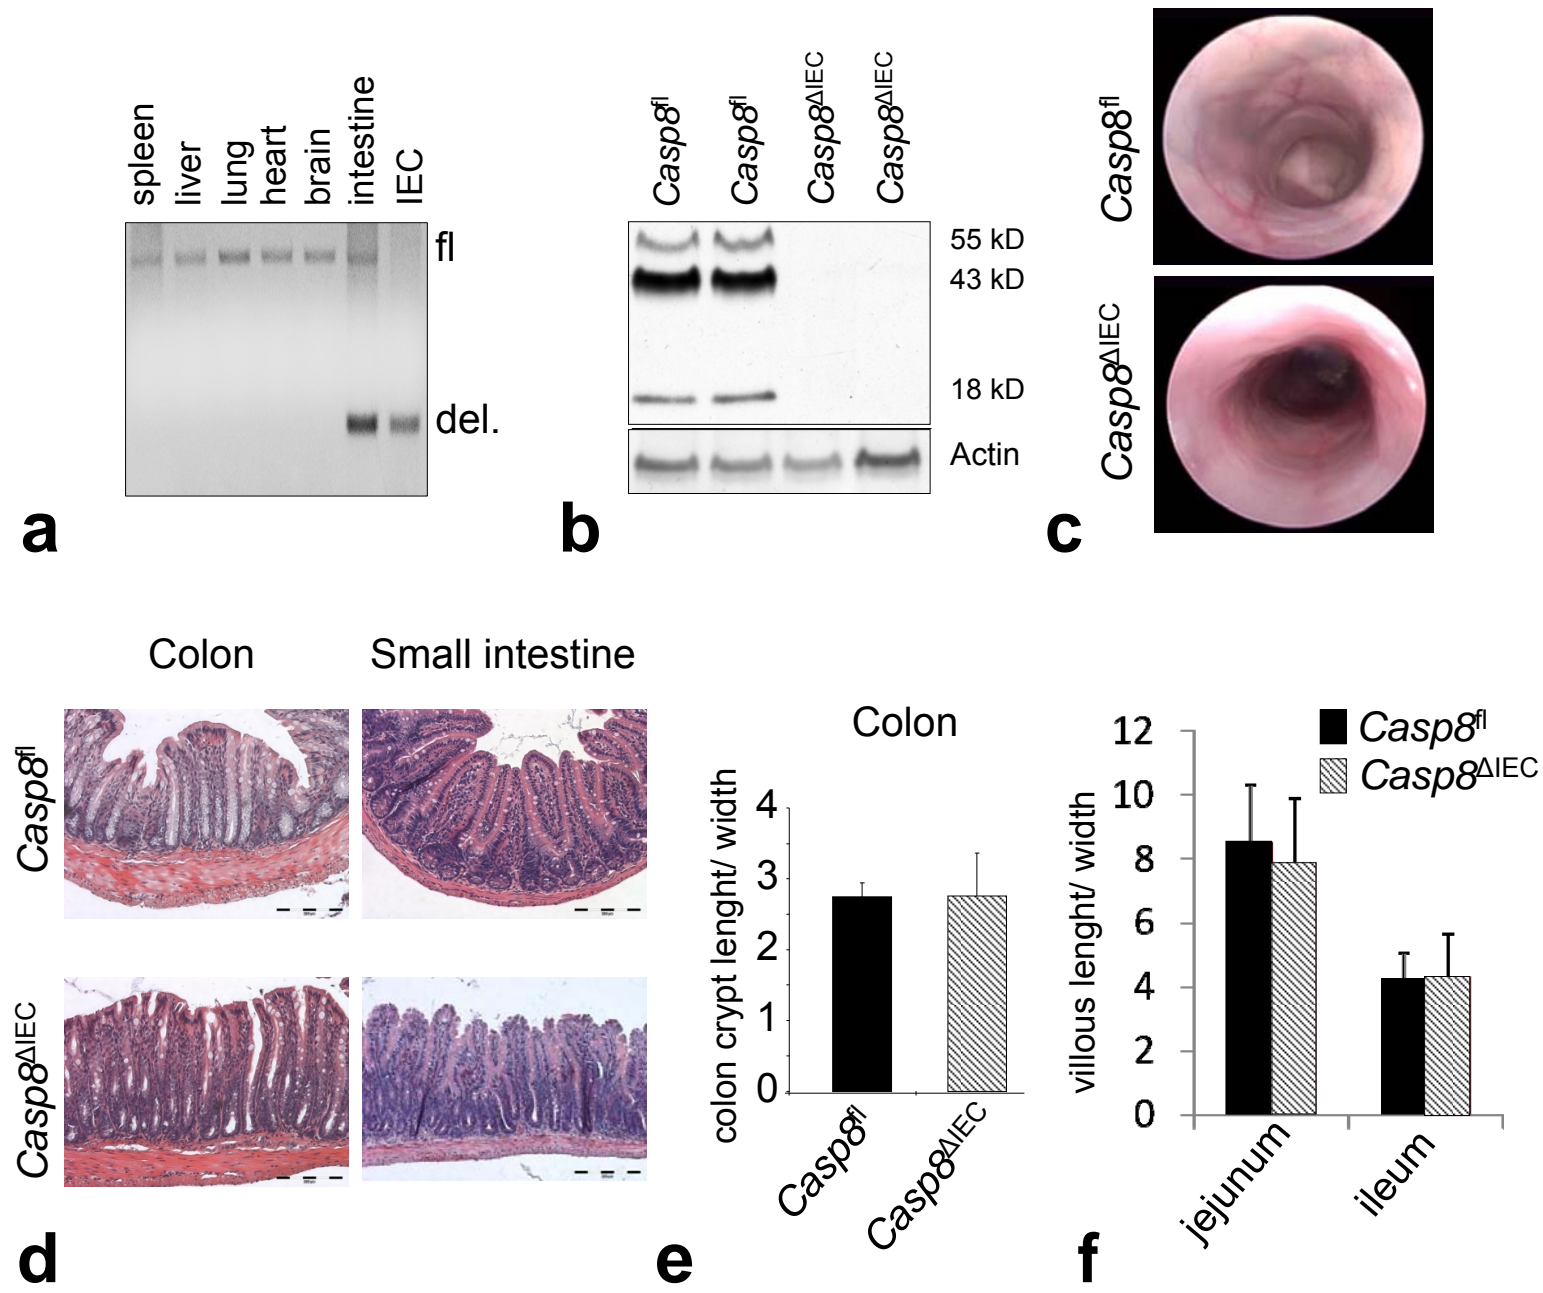 spleen
liver
lung
heart
brain
intestine
IEC
fl
del.
a
Casp8fl
Casp8fl
Casp8ΔIEC
Casp8ΔIEC
55 kD
43 kD
18 kD
Actin
b
Casp8fl
Casp8ΔIEC
c
Colon
Small intestine
Casp8fl
Casp8ΔIEC
d
Colon
colon crypt lenght/ width
4
3
2
1
0
Casp8fl
Casp8ΔIEC
e
Casp8fl
Casp8ΔIEC
villous lenght/ width
12
10
8
6
4
2
0
jejunum
ileum
f